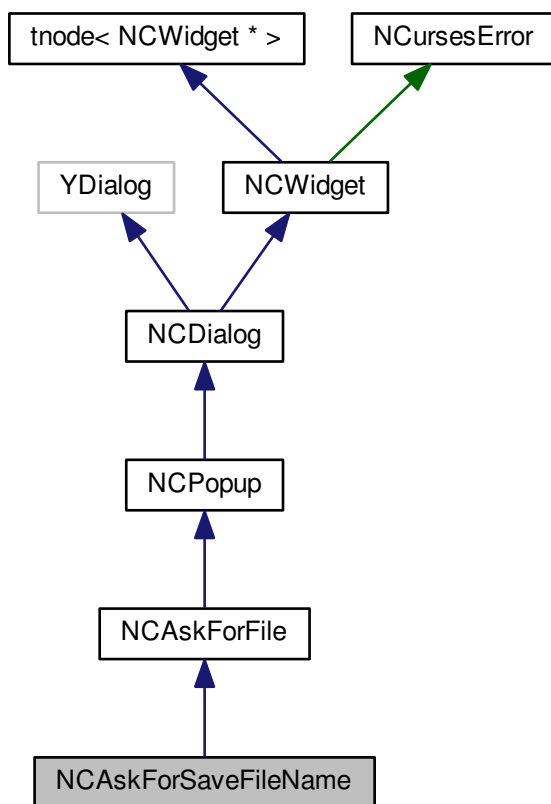 tnode< NCWidget * >
NCursesError
YDialog
NCWidget
NCDialog
NCPopup
NCAskForFile
NCAskForSaveFileName